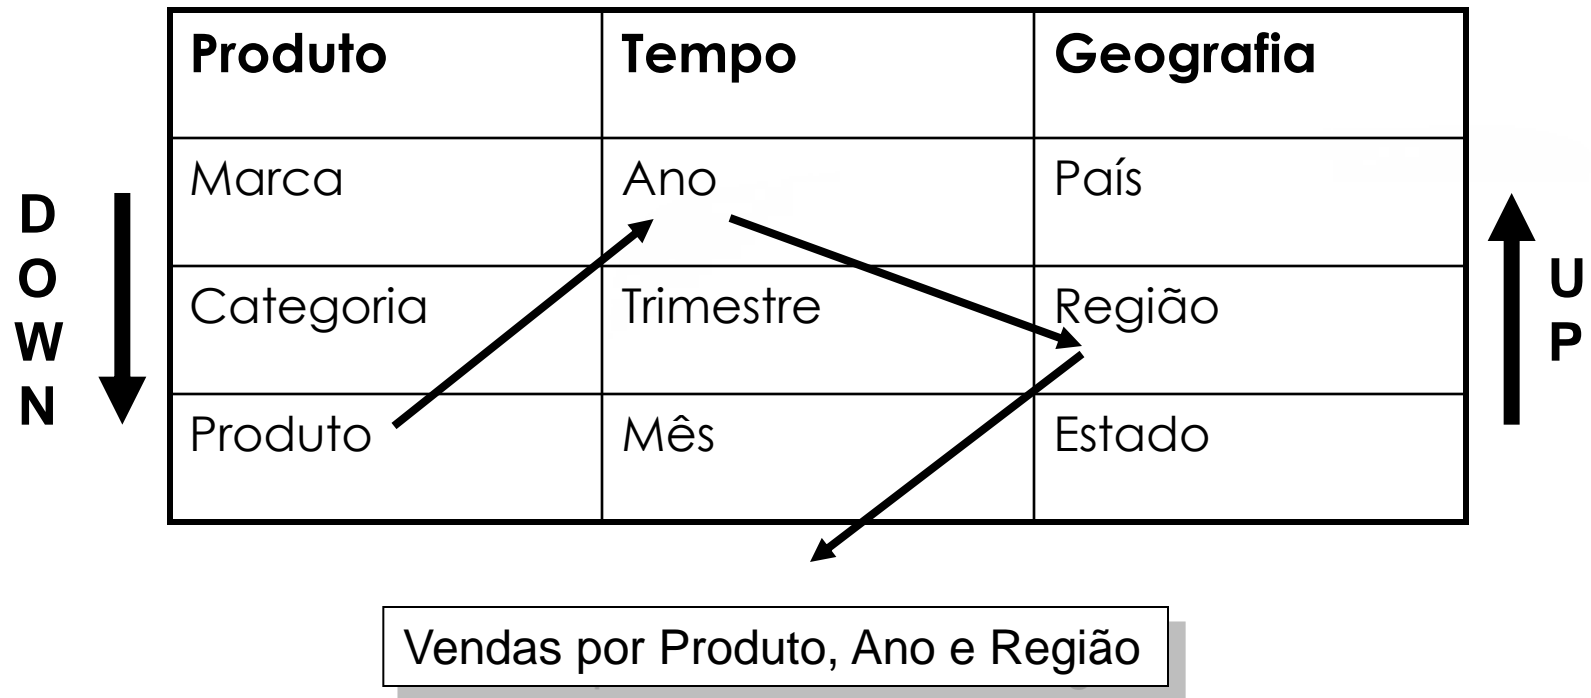 Produto Tempo Geografia
Marca Ano País
Categoria Trimestre Região
Produto Mês Estado
D
O
W
N
U
P
Vendas por Produto, Ano e Região